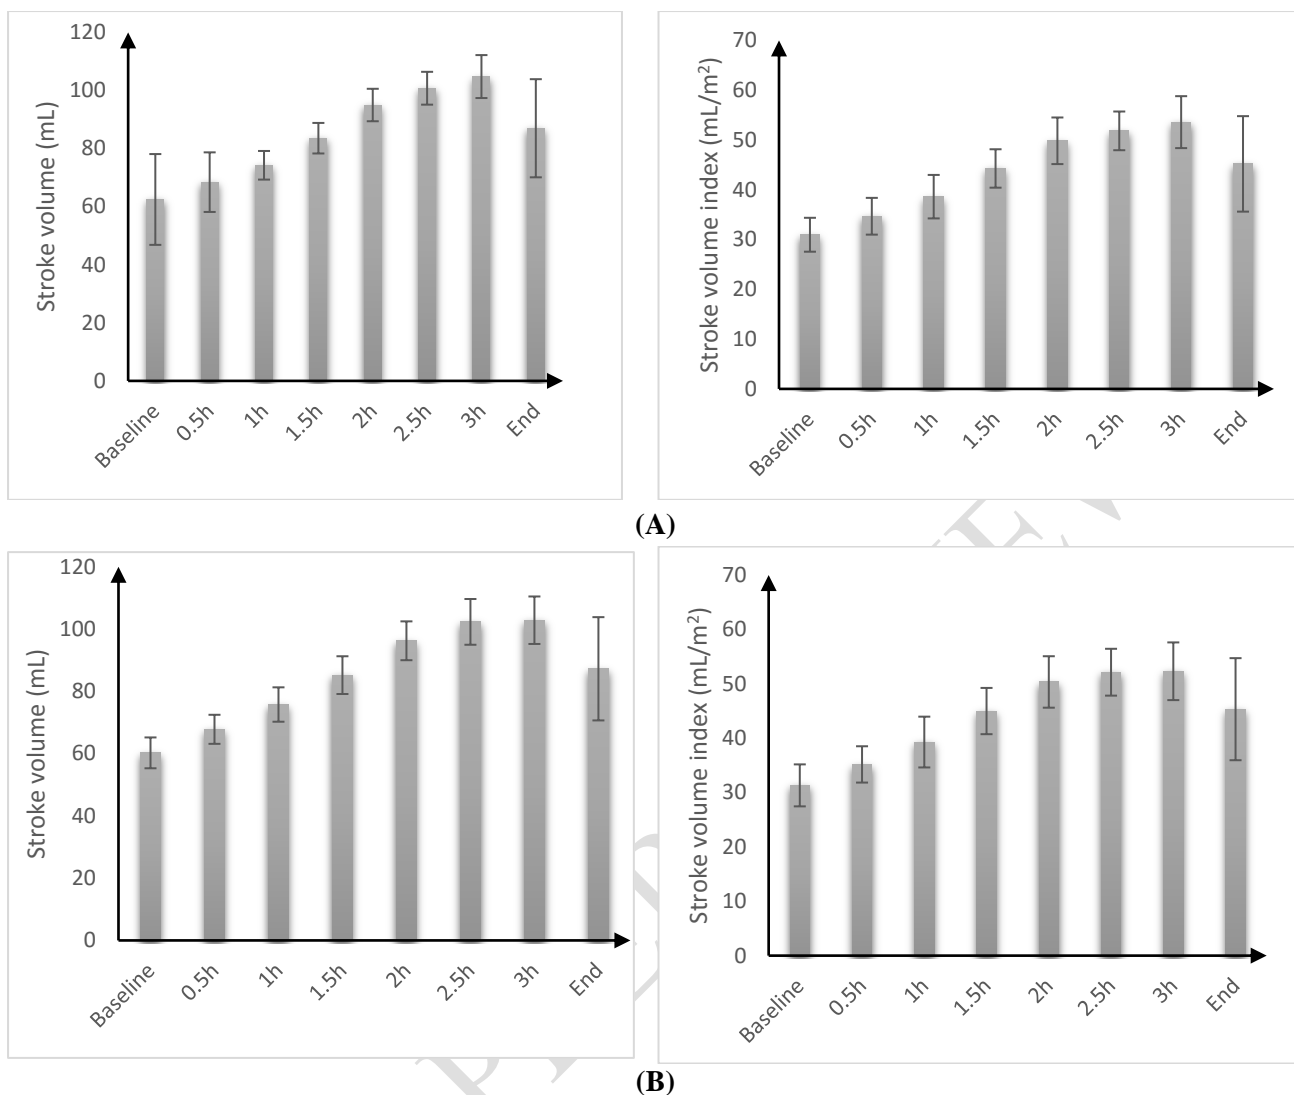 Stroke volume (mL)
120
100
80
60
40
20
0
Baseline
0.5h
1h
1.5h
2h
2.5h
3h
End
Stroke volume index (mL/m²)
70
60
50
40
30
20
10
0
Baseline
0.5h
1h
1.5h
2h
2.5h
3h
End
(A)
Stroke volume (mL)
120
100
80
60
40
20
0
Baseline
0.5h
1h
1.5h
2h
2.5h
3h
End
Stroke volume index (mL/m²)
70
60
50
40
30
20
10
0
Baseline
0.5h
1h
1.5h
2h
2.5h
3h
End
(B)